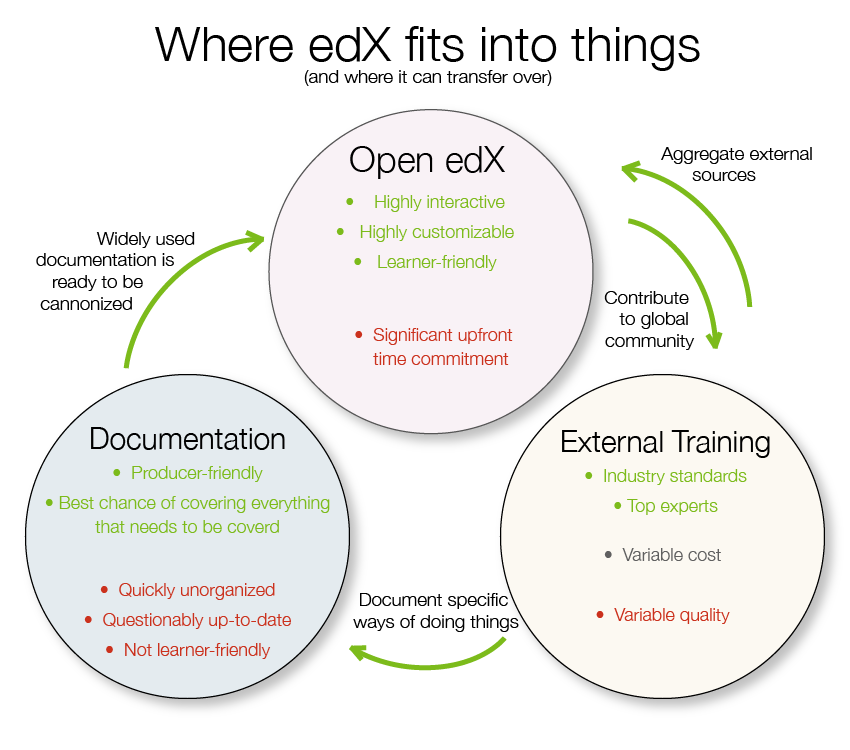 Where edX fits into things
(and where it can transfer over)
Open edX
• Highly interactive
• Highly customizable
• Learner-friendly
• Significant upfront
time commitment
Aggregate external
sources
Contribute
to global
community
Widely used
documentation is
ready to be
cannonized
Documentation
• Producer-friendly
• Best chance of covering everything
that needs to be coverd
• Quickly unorganized
• Questionably up-to-date
• Not learner-friendly
External Training
• Industry standards
• Top experts
• Variable cost
• Variable quality
Document specific
ways of doing things